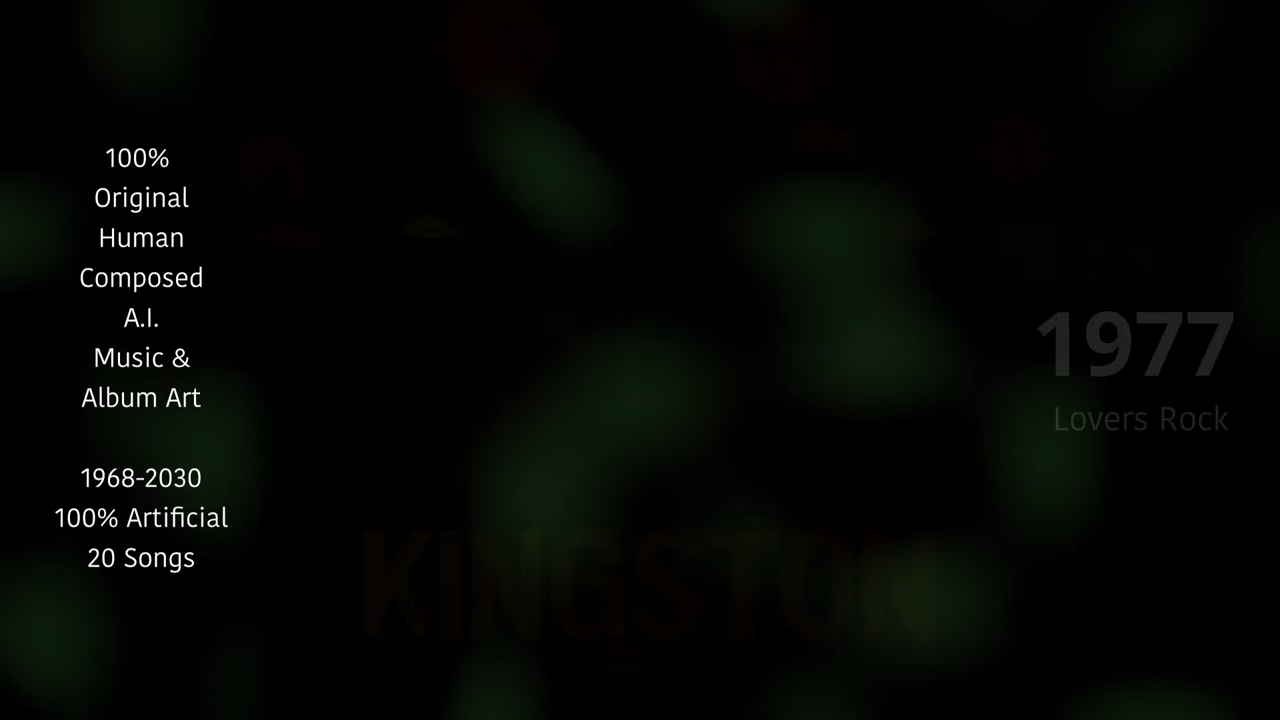 100%
Original
Human
Composed
A.I.
Music &
Album Art
1968-2030
100% Artificial
20 Songs
1977
Lovers Rock
KINGSTON